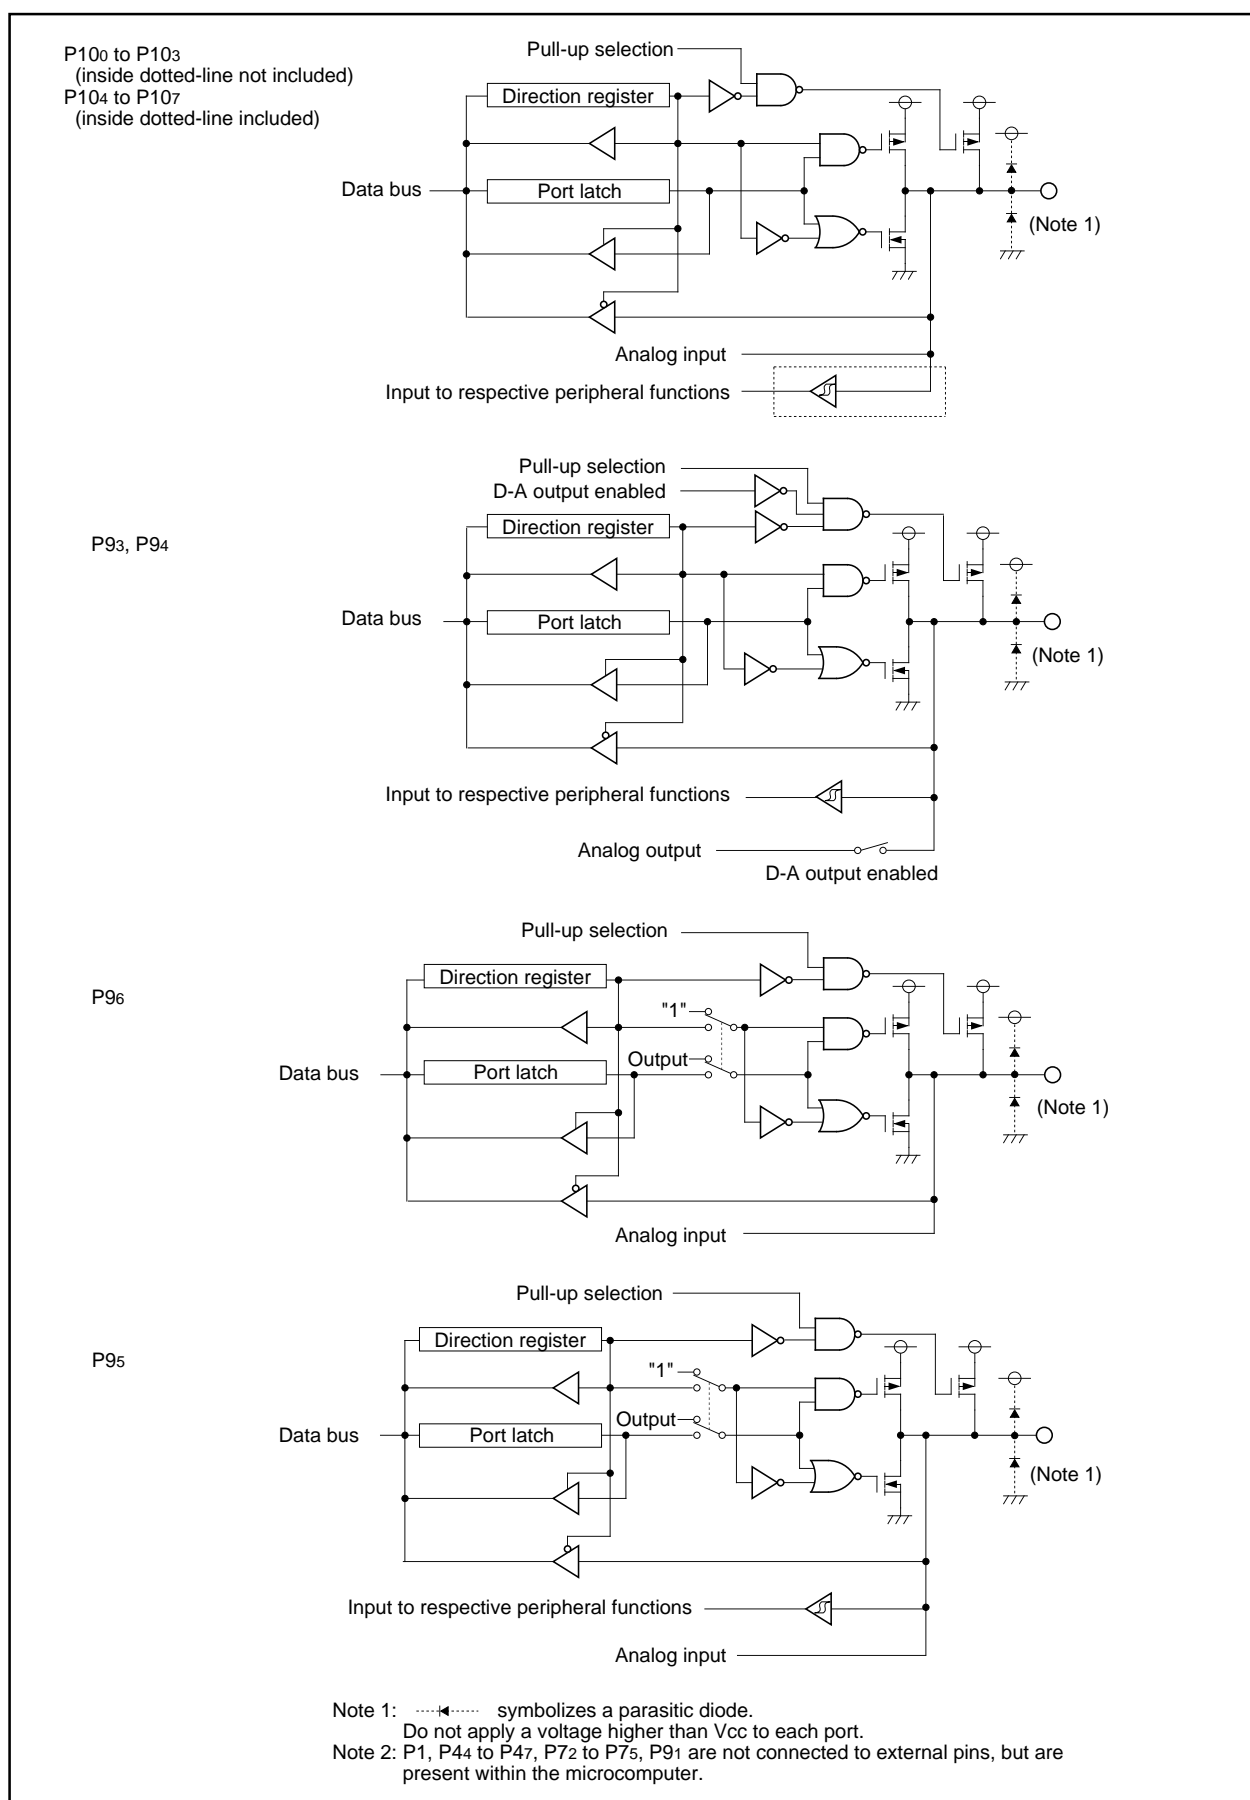 P100 to P103
(inside dotted-line not included)
P104 to P107
(inside dotted-line included)
Pull-up selection
Direction register
Data bus
Port latch
(Note 1)
Analog input
Input to respective peripheral functions
P93, P94
Pull-up selection
D-A output enabled
Direction register
Data bus
Port latch
(Note 1)
Input to respective peripheral functions
Analog output
D-A output enabled
P96
Pull-up selection
Direction register
"1"
Output
Data bus
Port latch
(Note 1)
Analog input
P95
Pull-up selection
Direction register
"1"
Output
Data bus
Port latch
(Note 1)
Input to respective peripheral functions
Analog input
Note 1: symbolizes a parasitic diode.
Do not apply a voltage higher than Vcc to each port.
Note 2: P1, P44 to P47, P72 to P75, P91 are not connected to external pins, but are
present within the microcomputer.